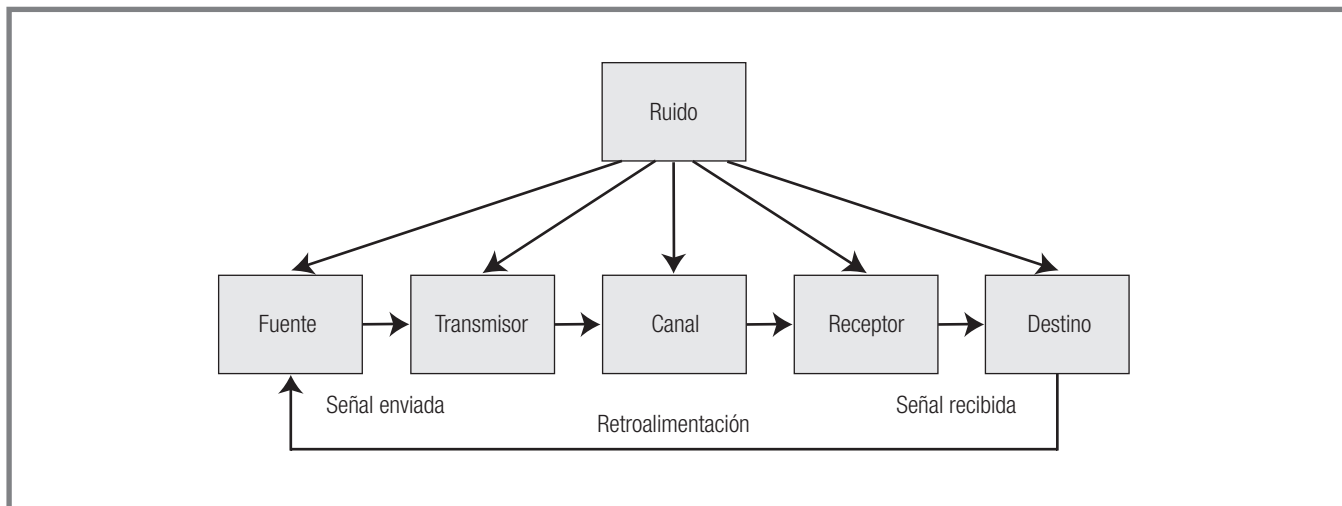 Ruido
Fuente
Transmisor
Canal
Receptor
Destino
Señal enviada
Señal recibida
Retroalimentación